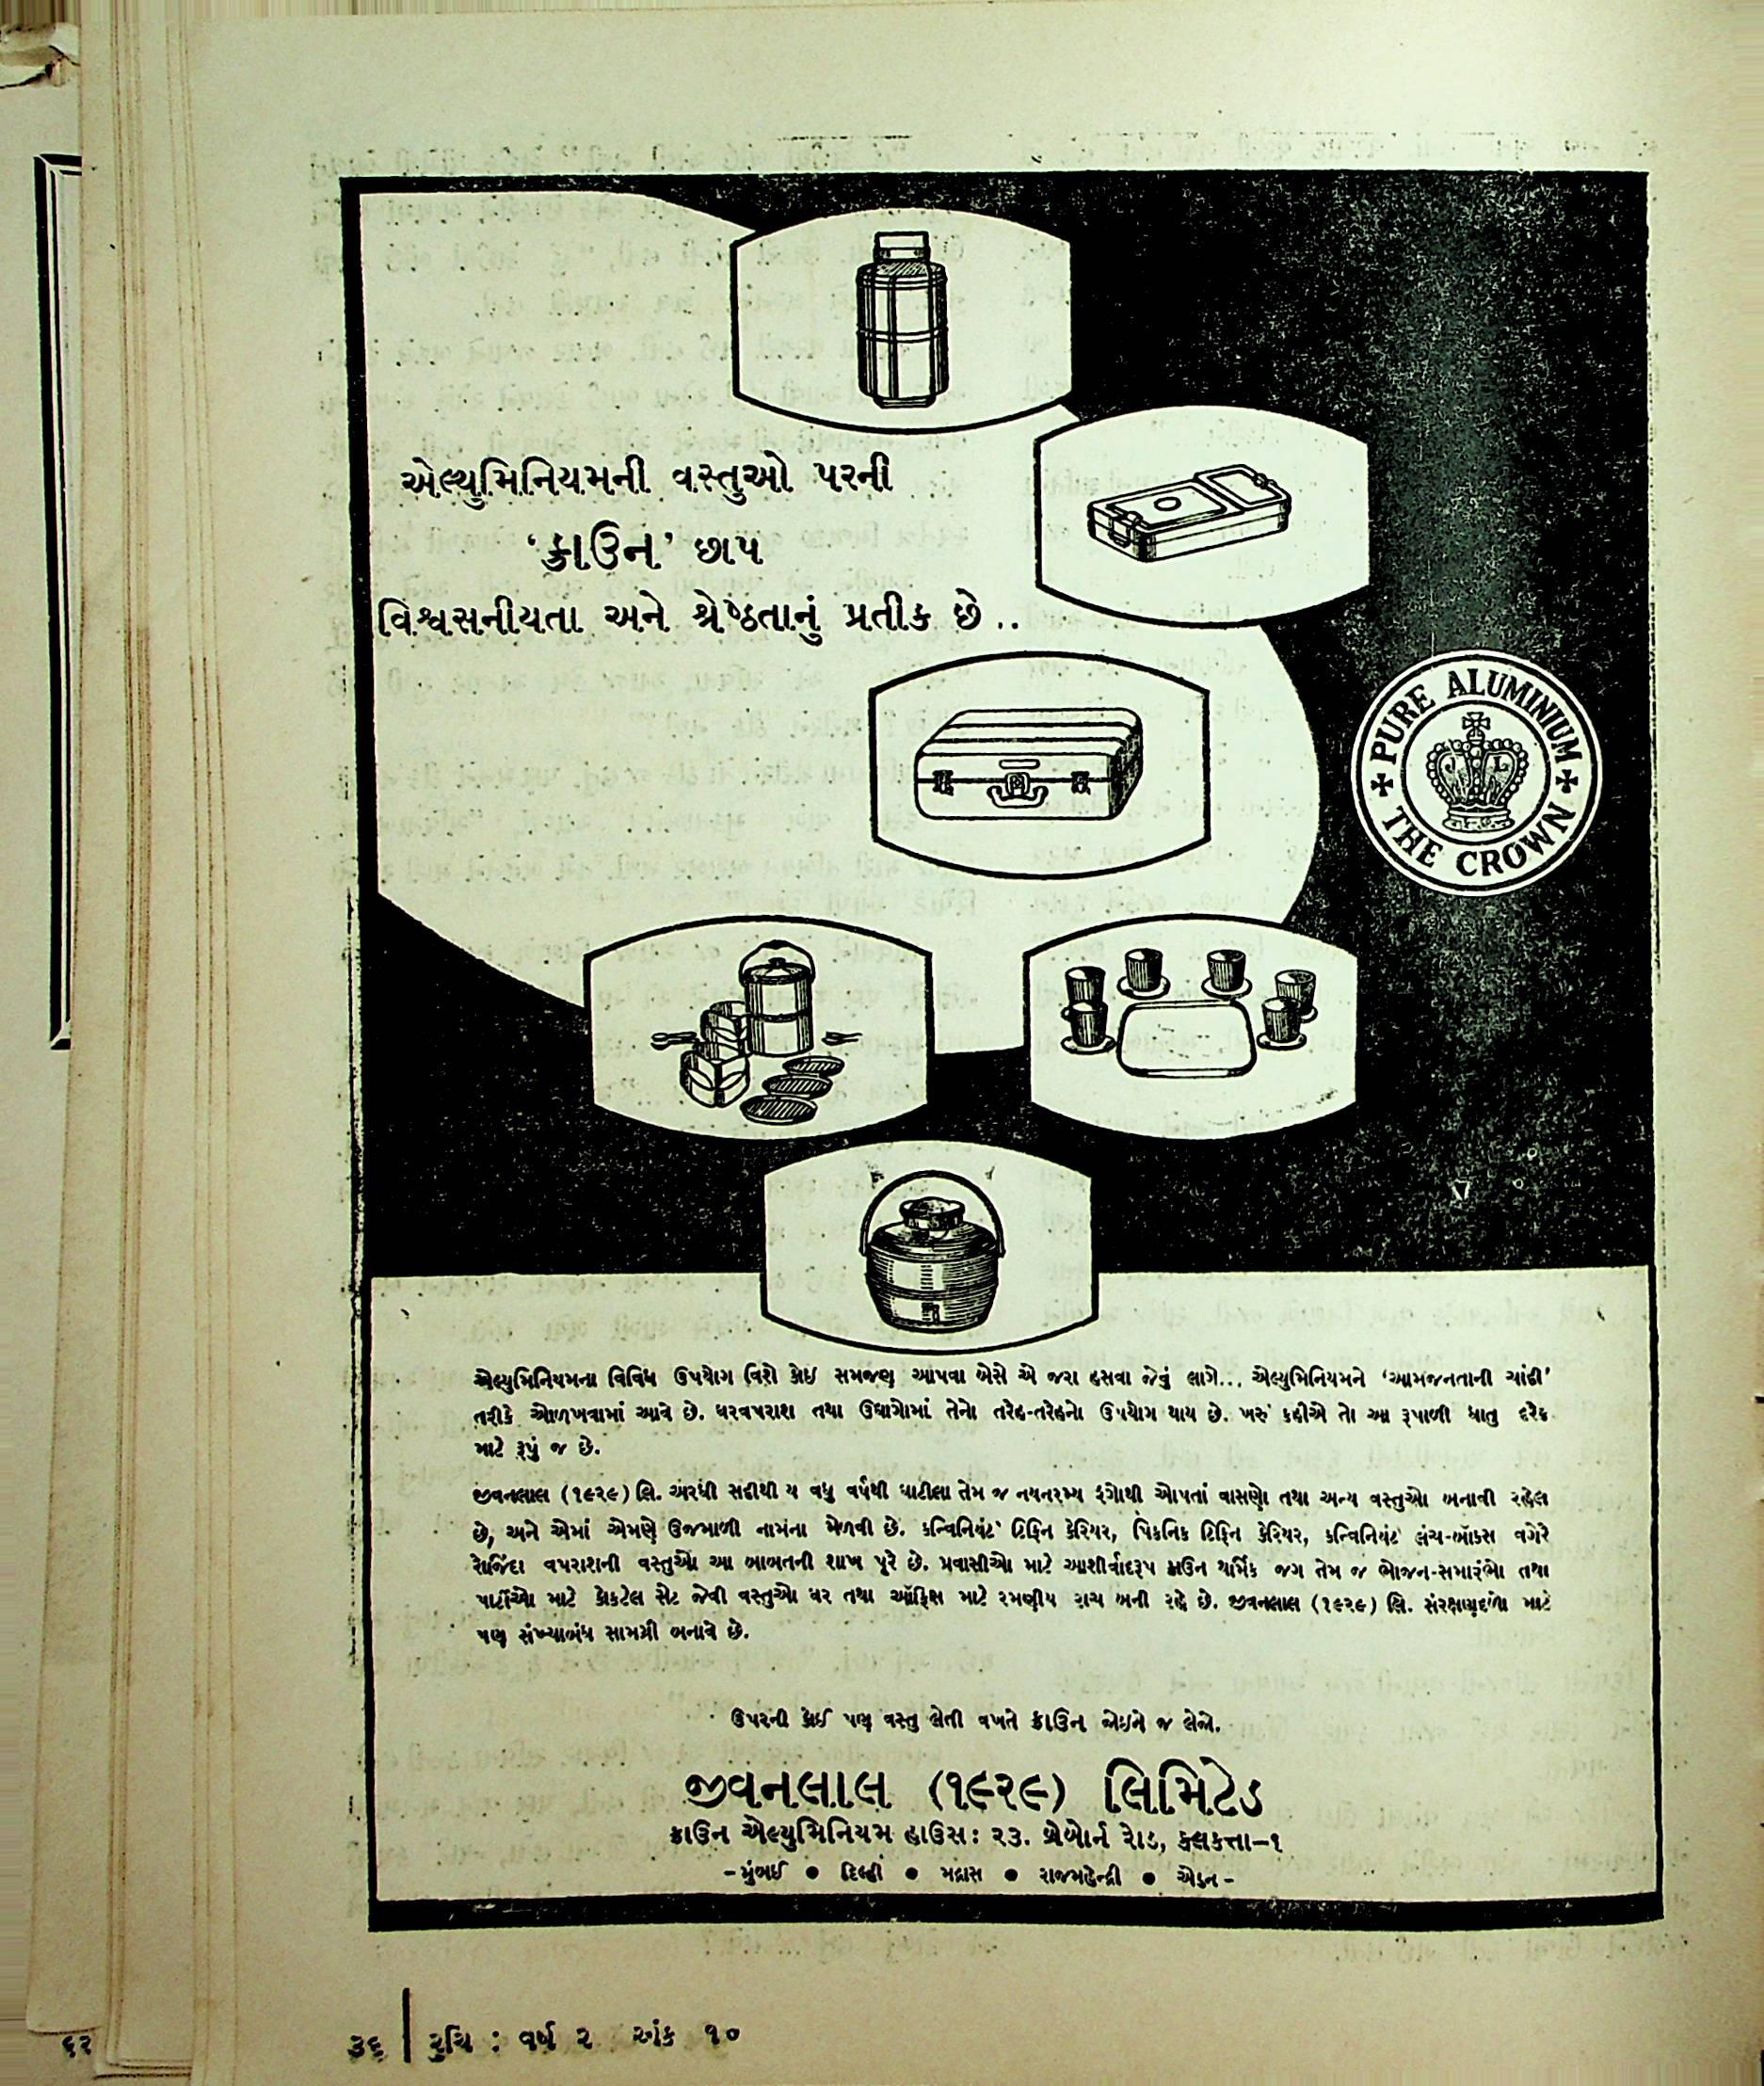 એલ્યુમિનિયમની વસ્તુઓ પરની
‘ક્રાઉન’ છાપ
વિશ્વસનીયતા અને શ્રેષ્ઠતાનું પ્રતીક છે..
PURE ALUMINIUM
J L
THE CROWN
એલ્યુમિનિયમના વિવિધ ઉપયોગ વિશે કોઇ સમજણ આપવા બેસે એ જરા હસવા જેવું લાગે... એલ્યુમિનિયમને ‘આમજનતાની ચાંદી’
તરીકે ઓળખવામાં આવે છે. ઘરવપરાશ તથા ઉદ્યોગોમાં તેનો તરેહ-તરેહનો ઉપયોગ થાય છે. ખરું કહીએ તો આ રૂપાળી ધાતુ દરેક
માટે રૂપું જ છે.
જીવનલાલ (૧૯૨૯) લિ. અરધી સદીથી ય વધુ વર્ષથી ઘાટીલા તેમ જ નયનરમ્ય રંગોથી ઓપતાં વાસણો તથા અન્ય વસ્તુઓ બનાવી રહેલ
છે, અને એમાં એમણે ઉજમાળી નામના મેળવી છે. કન્વિનિયંટ ટિફિન કેરિયર, પિકનિક ટિફિન કેરિયર, કન્વિનિયંટ લંચ-બૉક્સ વગેરે
રોજિંદા વપરાશની વસ્તુઓ આ બાબતની શાખ પૂરે છે. પ્રવાસીઓ માટે આશીર્વાદરૂપ ક્રાઉન થર્મિક જગ તેમ જ ભોજન-સમારંભો તથા
પાર્ટીઓ માટે કોકટેલ સેટ જેવી વસ્તુઓ ઘર તથા ઑફિસ માટે રમણીય રાચ બની રહે છે. જીવનલાલ (૧૯૨૯) લિ. સંરક્ષણદળો માટે
પણ સંખ્યાબંધ સામગ્રી બનાવે છે.
ઉપરની કોઈ પણ વસ્તુ લેતી વખતે ક્રાઉન જોઇને જ લેજો.
જીવનલાલ (૧૯૨૯) લિમિટેડ
ક્રાઉન એલ્યુમિનિયમ હાઉસ: ૨૩. બ્રેબોર્ન રોડ, કલકત્તા–૧
– મુંબઈ ● દિલ્હી ● મદ્રાસ ● રાજમહેન્દ્રી ● એડન –
૬૨
૩૬ | રુચિ : વર્ષ ૨ અંક ૧૦